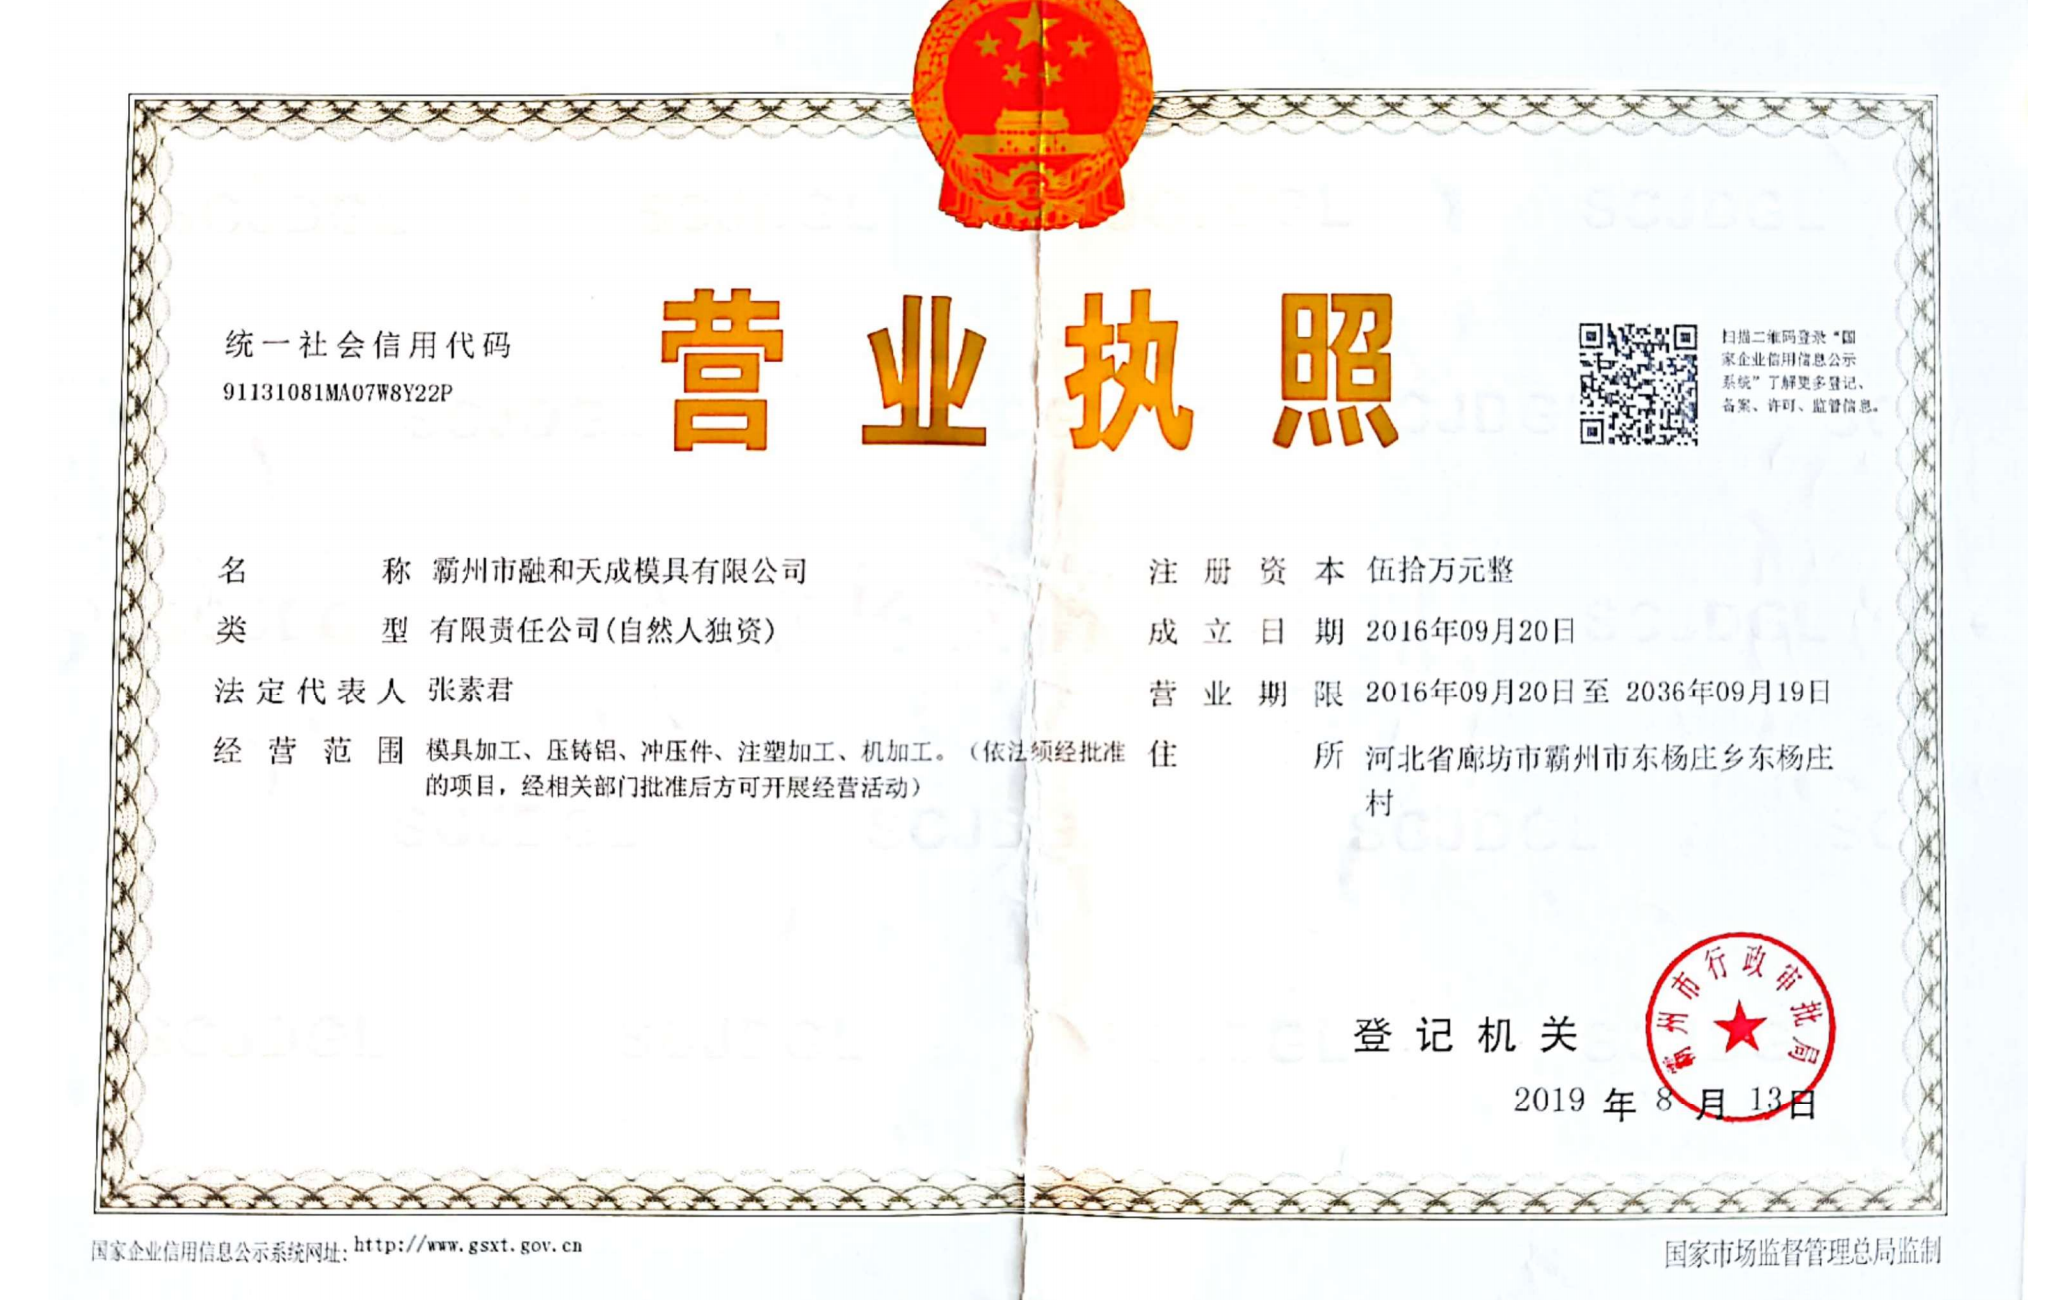 营业执照
统一社会信用代码
91131081MA07W8Y22P
扫描二维码登录“国
家企业信用信息公示
系统”了解更多登记、
备案、许可、监管信息。
名称 霸州市融和天成模具有限公司
类型 有限责任公司(自然人独资)
法定代表人 张素君
经营范围 模具加工、压铸铝、冲压件、注塑加工、机加工。（依法须经批准
的项目，经相关部门批准后方可开展经营活动）
注册资本 伍拾万元整
成立日期 2016年09月20日
营业期限 2016年09月20日至 2036年09月19日
住所 河北省廊坊市霸州市东杨庄乡东杨庄
村
登记机关
霸州市行政审批局
2019 年 8 月 13日
国家企业信用信息公示系统网址：http://www.gsxt.gov.cn
国家市场监督管理总局监制